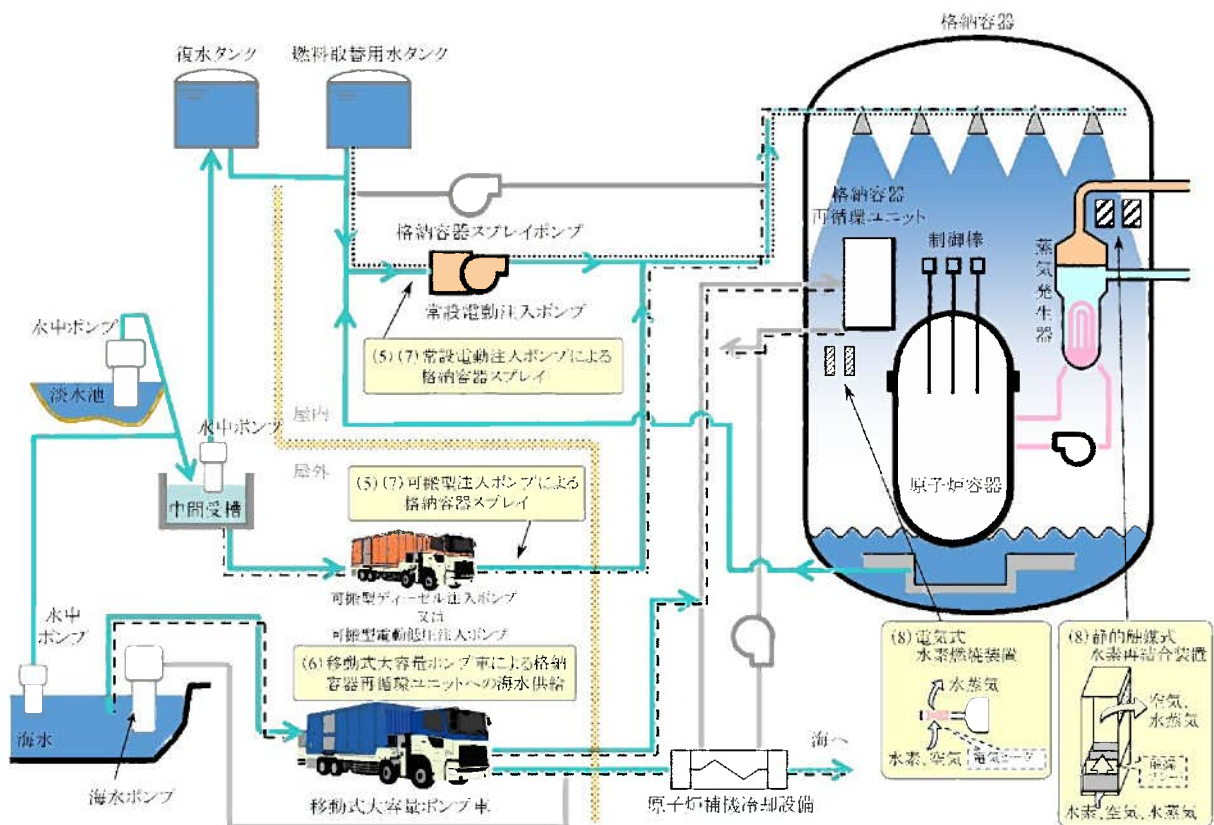 格納容器
復水タンク
燃料取替用水タンク
格納容器
再循環ユニット
制御棒
蒸気発生器
格納容器スプレイポンプ
常設電動注入ポンプ
(5)(7)常設電動注入ポンプによる
格納容器スプレイ
水中ポンプ
淡水池
水中ポンプ
屋内
屋外
中間受槽
(5)(7)可搬型注入ポンプによる
格納容器スプレイ
原子炉容器
可搬型ディーゼル注入ポンプ
又は
可搬型電動低圧注入ポンプ
水中
ポンプ
(6)移動式大容量ポンプ車による格納
容器再循環ユニットへの海水供給
海水
海水ポンプ
移動式大容量ポンプ車
海へ
原子炉補機冷却設備
(8)電気式
水素燃焼装置
水蒸気
水素、空気
電気ヒータ
(8)静的触媒式
水素再結合装置
空気、
水蒸気
水素、空気、水蒸気